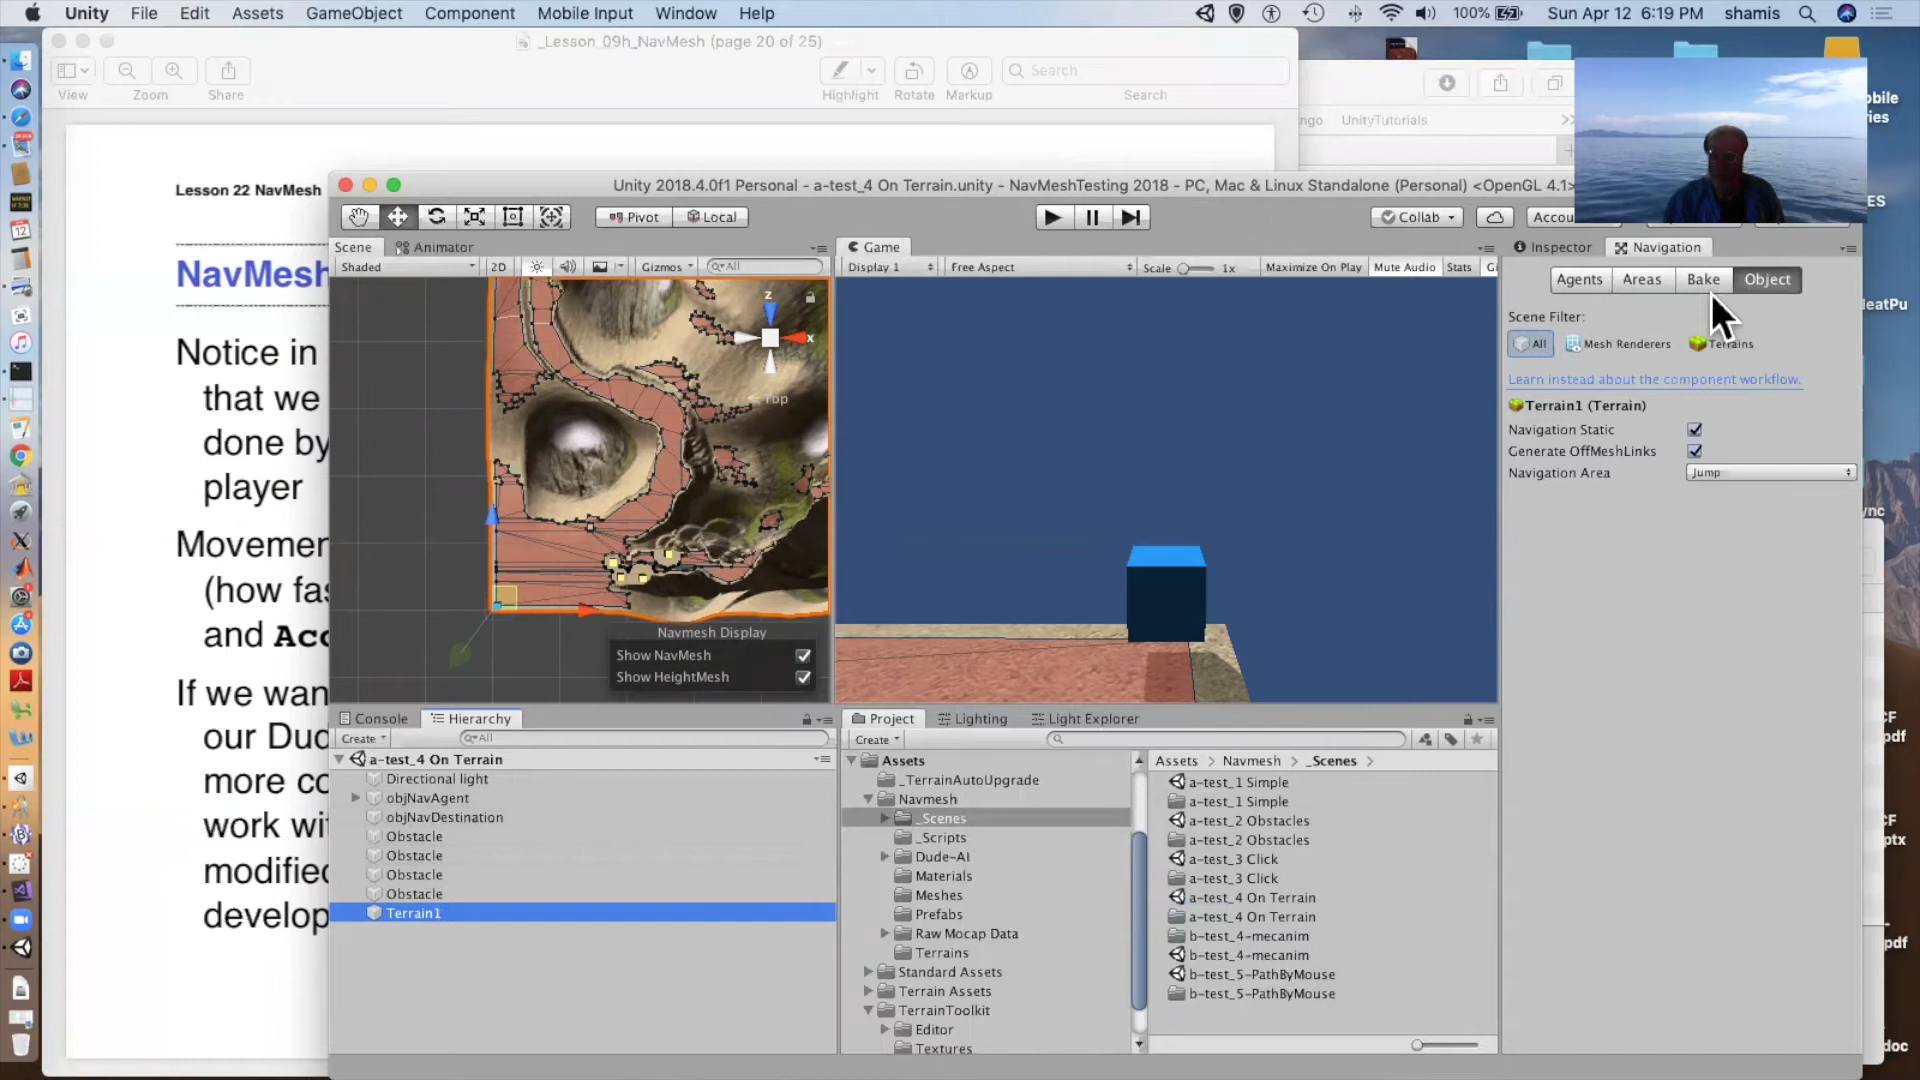 Unity File Edit Assets GameObject Component Mobile Input Window Help 100% Sun Apr 12 6:19 PM shamis
_Lesson_09h_NavMesh (page 20 of 25)
Search
View Zoom Share Highlight Rotate Markup Search
UnityTutorials
Lesson 22 NavMesh
NavMesh
Notice in
that we
done by
player
(how fas
and Acc
If we wan
our Dud
more co
work wi
develop
Unity 2018.4.0f1 Personal - a-test_4 On Terrain.unity - NavMeshTesting 2018 - PC, Mac & Linux Standalone (Personal) <OpenGL 4.1>
Pivot Local Collab Accou
Scene Animator
Shaded 2D Gizmos All
z
x
Top
Navmesh Display
Show NavMesh
Show HeightMesh
Game
Display 1 Free Aspect Scale 1x Maximize On Play Mute Audio Stats Gi
Inspector Navigation
Agents Areas Bake Object
Scene Filter:
All Mesh Renderers Terrains
Learn instead about the component workflow.
Terrain1 (Terrain)
Navigation Static
Generate OffMeshLinks
Navigation Area Jump
Console Hierarchy
Create All
a-test_4 On Terrain
Directional light
objNavAgent
objNavDestination
Obstacle
Obstacle
Obstacle
Obstacle
Terrain1
Project Lighting Light Explorer
Create
Assets
_TerrainAutoUpgrade
Navmesh
_Scenes
_Scripts
Dude-AI
Materials
Meshes
Prefabs
Raw Mocap Data
Terrains
Standard Assets
Terrain Assets
TerrainToolkit
Editor
Textures
Assets > Navmesh > _Scenes >
a-test_1 Simple
a-test_1 Simple
a-test_2 Obstacles
a-test_2 Obstacles
a-test_3 Click
a-test_3 Click
a-test_4 On Terrain
a-test_4 On Terrain
b-test_4-mecanim
b-test_4-mecanim
b-test_5-PathByMouse
b-test_5-PathByMouse